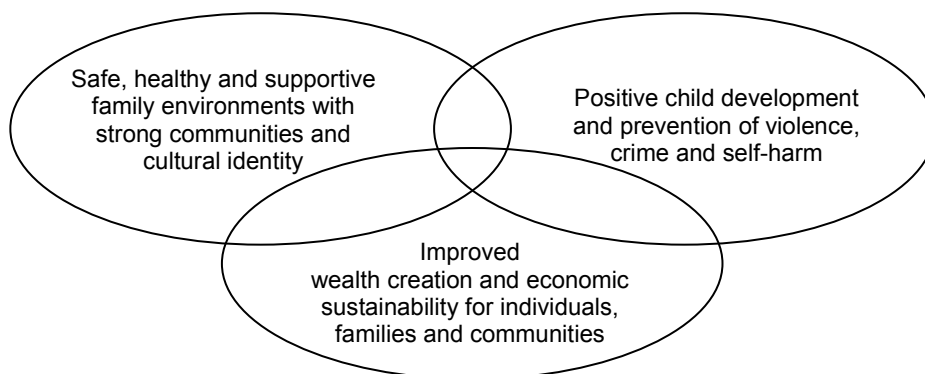 Safe, healthy and supportive
family environments with
strong communities and
cultural identity
Positive child development
and prevention of violence,
crime and self-harm
Improved
wealth creation and economic
sustainability for individuals,
families and communities